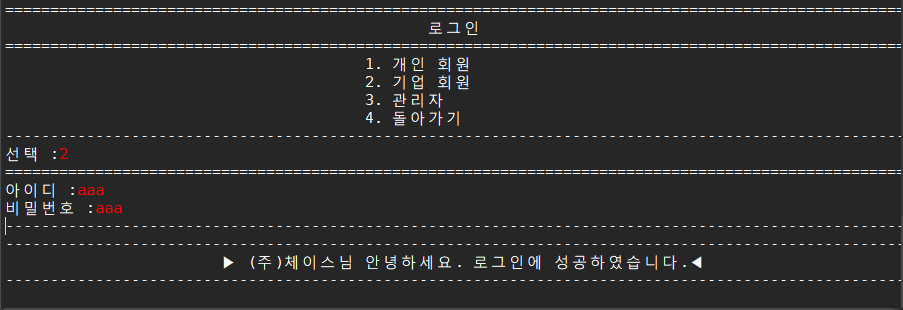 로그인
1. 개인 회원
2. 기업 회원
3. 관리자
4. 돌아가기
선택 :2
아이디 :aaa
비밀번호 :aaa
▶ (주)체이스님 안녕하세요. 로그인에 성공하였습니다.◀